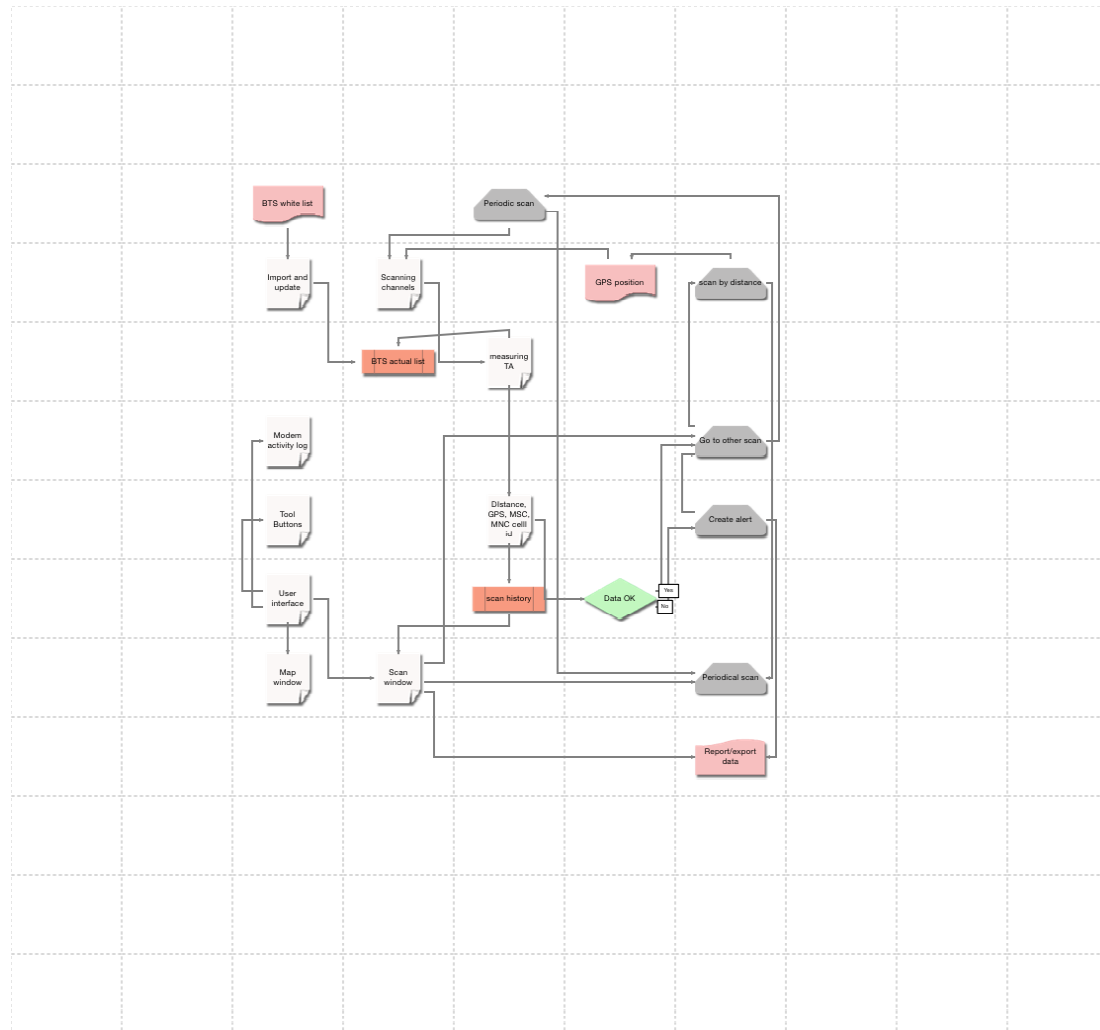 BTS white list
Periodic scan
Import and
update
Scanning
channels
GPS position
scan by distance
BTS actual list
measuring
TA
Modem
activity log
Go to other scan
Tool
Buttons
DIstance,
GPS, MSC,
MNC celll
id
Create alert
User
interface
scan history
Data OK
Yes
No
Map
window
Scan
window
Periodical scan
Report/export
data